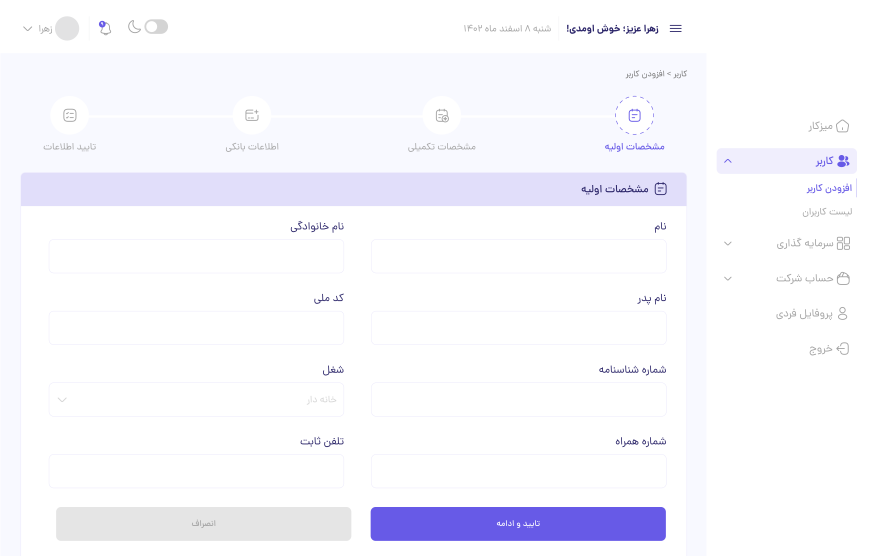 زهرا عزیز؛ خوش اومدی!
شنبه ۸ اسفند ماه ۱۴۰۲
زهرا
میزکار
کاربر
افزودن کاربر
لیست کاربران
سرمایه گذاری
حساب شرکت
پروفایل فردی
خروج
کاربر > افزودن کاربر
مشخصات اولیه
مشخصات تکمیلی
اطلاعات بانکی
تایید اطلاعات
مشخصات اولیه
نام
نام خانوادگی
نام پدر
کد ملی
شماره شناسنامه
شغل
خانه دار
شماره همراه
تلفن ثابت
تایید و ادامه
انصراف